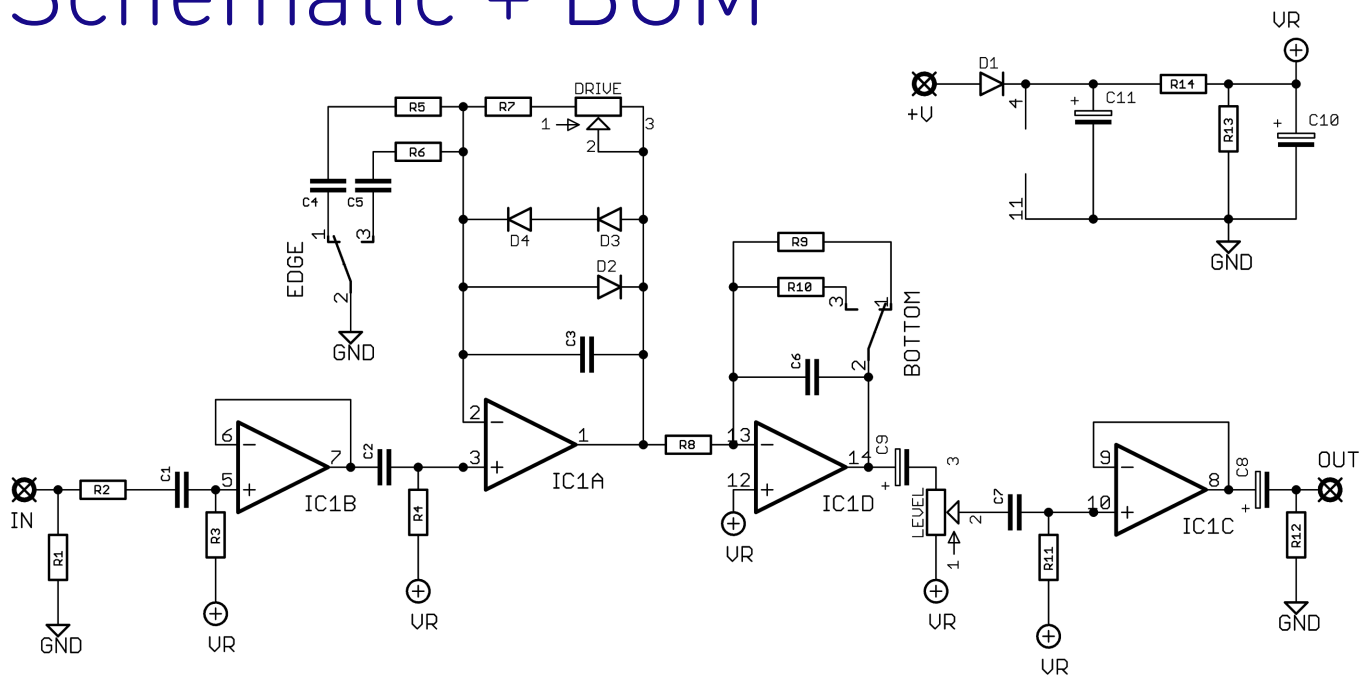 Schematic + BOM
VR
D1
R14
+V
4
+
C11
R13
+
C10
11
GND
DRIVE
R5
R7
1
3
2
R6
C4
C5
1
3
EDGE
2
GND
D4
D3
D2
C3
R9
R10
3
1
BOTTOM
2
C6
2
−
3
+
1
IC1A
R8
13
−
12
+
14
IC1D
VR
C9
+
3
LEVEL
2
1
VR
C7
R11
VR
9
−
10
+
8
IC1C
C8
+
OUT
R12
GND
IN
R1
GND
R2
C1
6
−
5
+
7
IC1B
R3
VR
C2
R4
VR